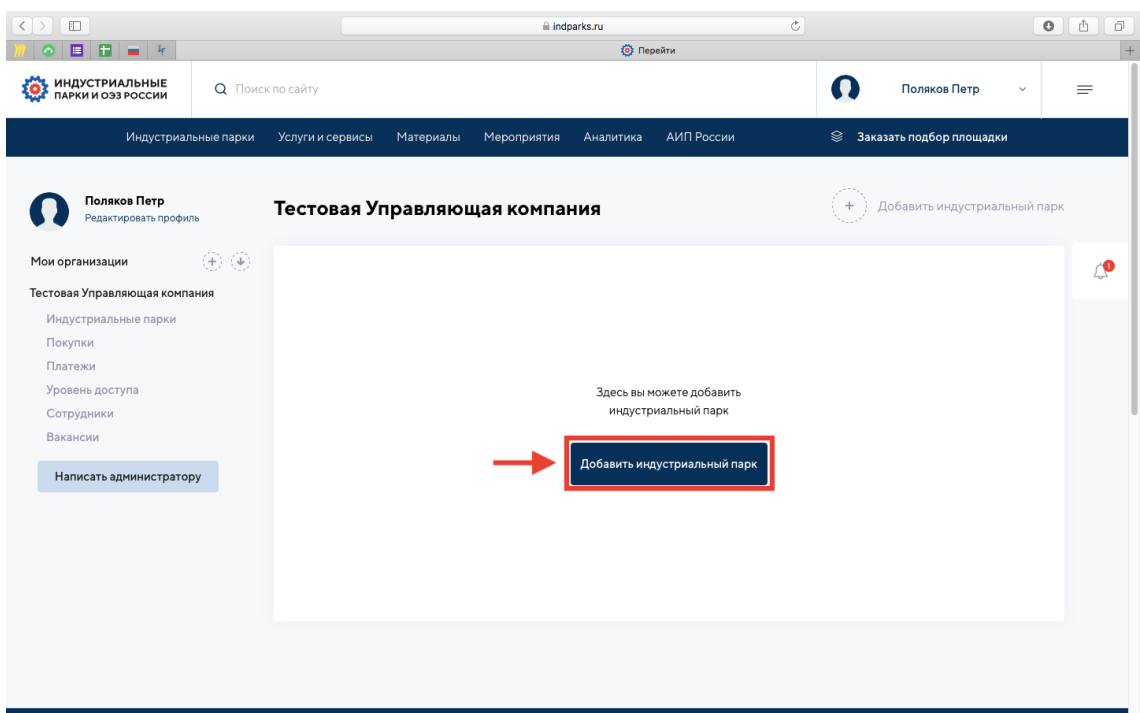 indparks.ru
Перейти
ИНДУСТРИАЛЬНЫЕ
ПАРКИ И ОЭЗ РОССИИ
Поиск по сайту
Поляков Петр
Индустриальные парки Услуги и сервисы Материалы Мероприятия Аналитика АИП России Заказать подбор площадки
Поляков Петр
Редактировать профиль
Тестовая Управляющая компания
+ Добавить индустриальный парк
Мои организации
1
Тестовая Управляющая компания
Индустриальные парки
Покупки
Платежи
Уровень доступа
Сотрудники
Вакансии
Написать администратору
Здесь вы можете добавить
индустриальный парк
Добавить индустриальный парк